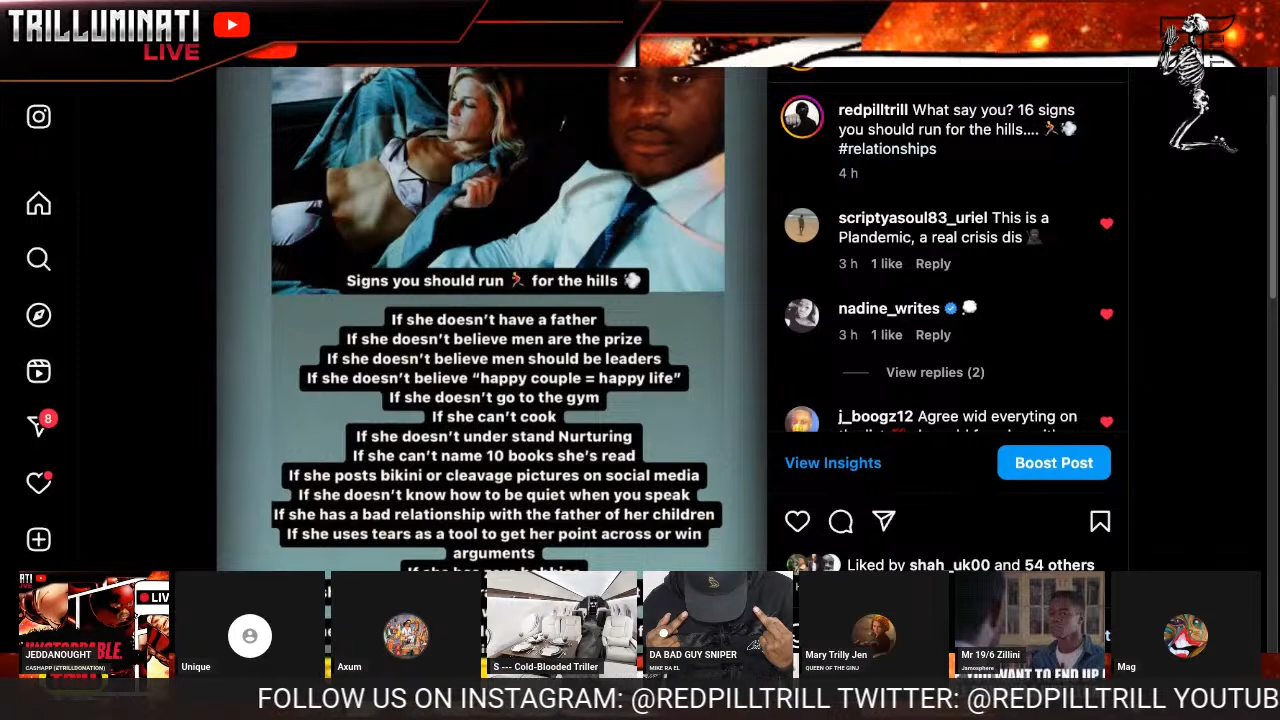 TRILLUMINATI
LIVE
Signs you should run 🏃 for the hills 💨
If she doesn't have a father
If she doesn't believe men are the prize
If she doesn't believe men should be leaders
If she doesn't believe “happy couple = happy life”
If she doesn't go to the gym
If she can't cook
If she doesn't under stand Nurturing
If she can't name 10 books she's read
If she posts bikini or cleavage pictures on social media
If she doesn't know how to be quiet when you speak
If she has a bad relationship with the father of her children
If she uses tears as a tool to get her point across or win
arguments
redpilltrill What say you? 16 signs
you should run for the hills.... 🏃💨
#relationships
4 h
scriptyasoul83_uriel This is a
Plandemic, a real crisis dis
3 h 1 like Reply
nadine_writes 💭
3 h 1 like Reply
View replies (2)
j_boogz12 Agree wid everyting on
View Insights
Boost Post
Liked by shah_uk00 and 54 others
8
LIV
JEDDANOUGHT
CASHAPP (£TRILLDONATION)
Unique
Axum
S --- Cold-Blooded Triller
DA BAD GUY SNIPER
MIKE RA EL
Mary Trilly Jen
QUEEN OF THE GINU
Mr 19/6 Zillini
Jamosphere
WANT TO END UP
Mag
FOLLOW US ON INSTAGRAM: @REDPILLTRILL TWITTER: @REDPILLTRILL YOUTUB